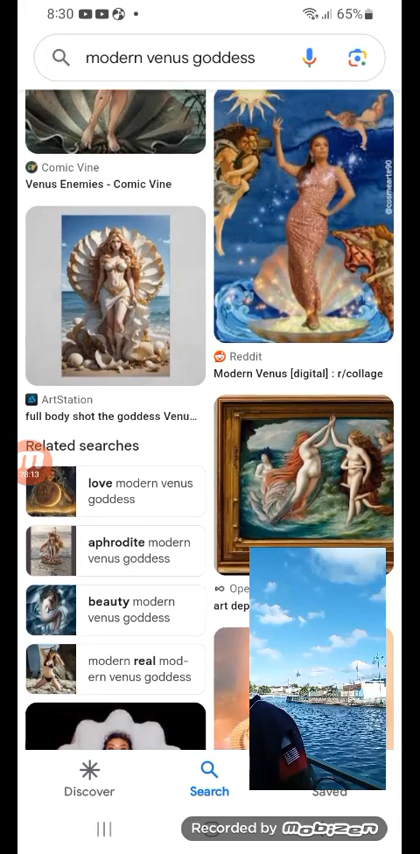 8:30
65%
modern venus goddess
Comic Vine
Venus Enemies - Comic Vine
@cosmearte90
Reddit
Modern Venus [digital] : r/collage
ArtStation
full body shot the goddess Venu...
Related searches
love modern venus
goddess
aphrodite modern
venus goddess
beauty modern
venus goddess
modern real mod-
ern venus goddess
Ope
art dep
Discover
Search
Saved
Recorded by mobizen